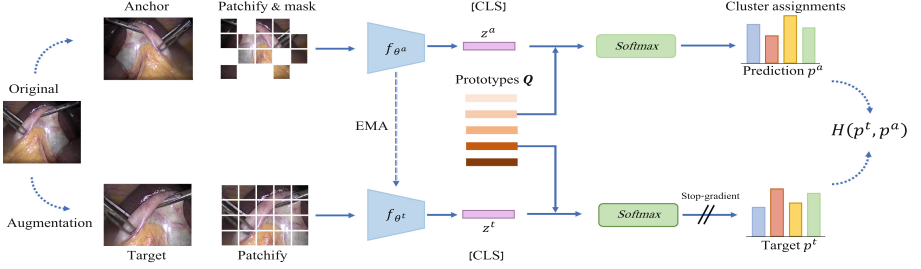 Anchor
Patchify & mask
[CLS]
Cluster assignments
f_θ^a
z^a
Softmax
Original
Prototypes Q
Prediction p^a
EMA
H(p^t, p^a)
Augmentation
f_θ^t
z^t
Softmax
Stop-gradient
Target
Patchify
[CLS]
Target p^t